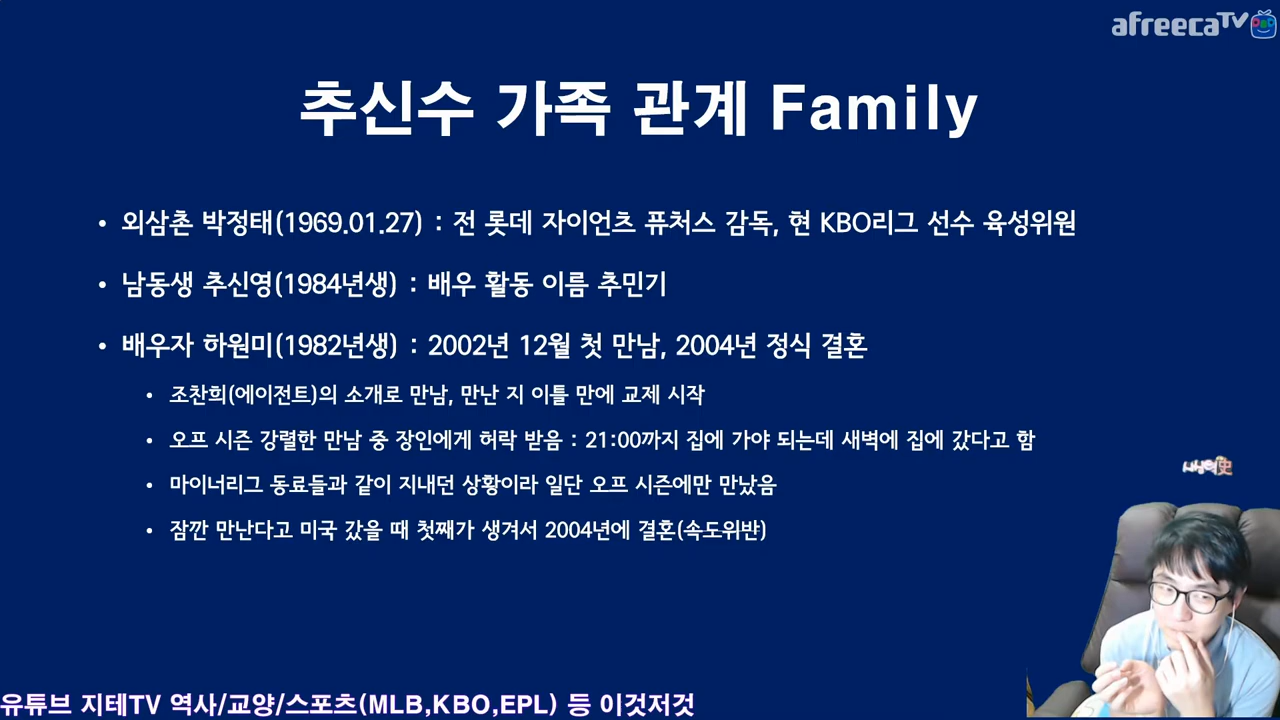 afreecaTV
추신수 가족 관계 Family
• 외삼촌 박정태(1969.01.27) : 전 롯데 자이언츠 퓨처스 감독, 현 KBO리그 선수 육성위원
• 남동생 추신영(1984년생) : 배우 활동 이름 추민기
• 배우자 하원미(1982년생) : 2002년 12월 첫 만남, 2004년 정식 결혼
• 조찬희(에이전트)의 소개로 만남, 만난 지 이틀 만에 교제 시작
• 오프 시즌 강렬한 만남 중 장인에게 허락 받음 : 21:00까지 집에 가야 되는데 새벽에 집에 갔다고 함
• 마이너리그 동료들과 같이 지내던 상황이라 일단 오프 시즌에만 만났음
• 잠깐 만난다고 미국 갔을 때 첫째가 생겨서 2004년에 결혼(속도위반)
유튜브 지테TV 역사/교양/스포츠(MLB,KBO,EPL) 등 이것저것